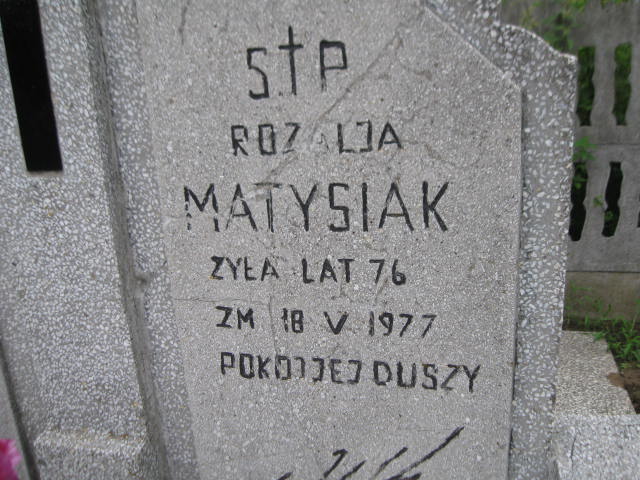 Ś.†P
ROZALJA
MATYSIAK
ŻYŁA LAT 76
ZM 18 V 1977
POKÓJ JEJ DUSZY